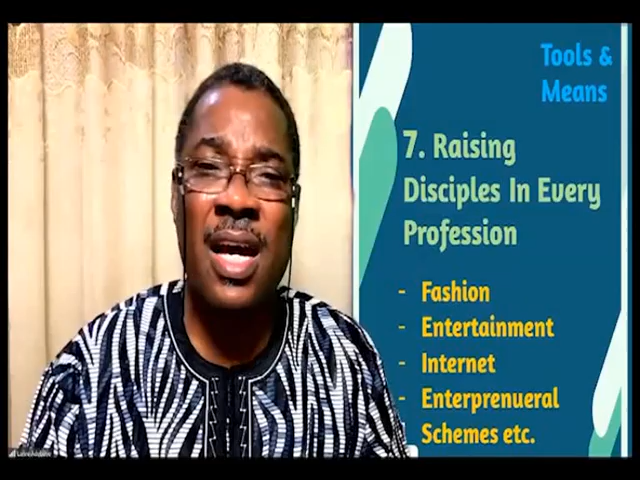 Tools &
Means
7. Raising
Disciples In Every
Profession
- Fashion
- Entertainment
- Internet
- Enterprenueral
Schemes etc.